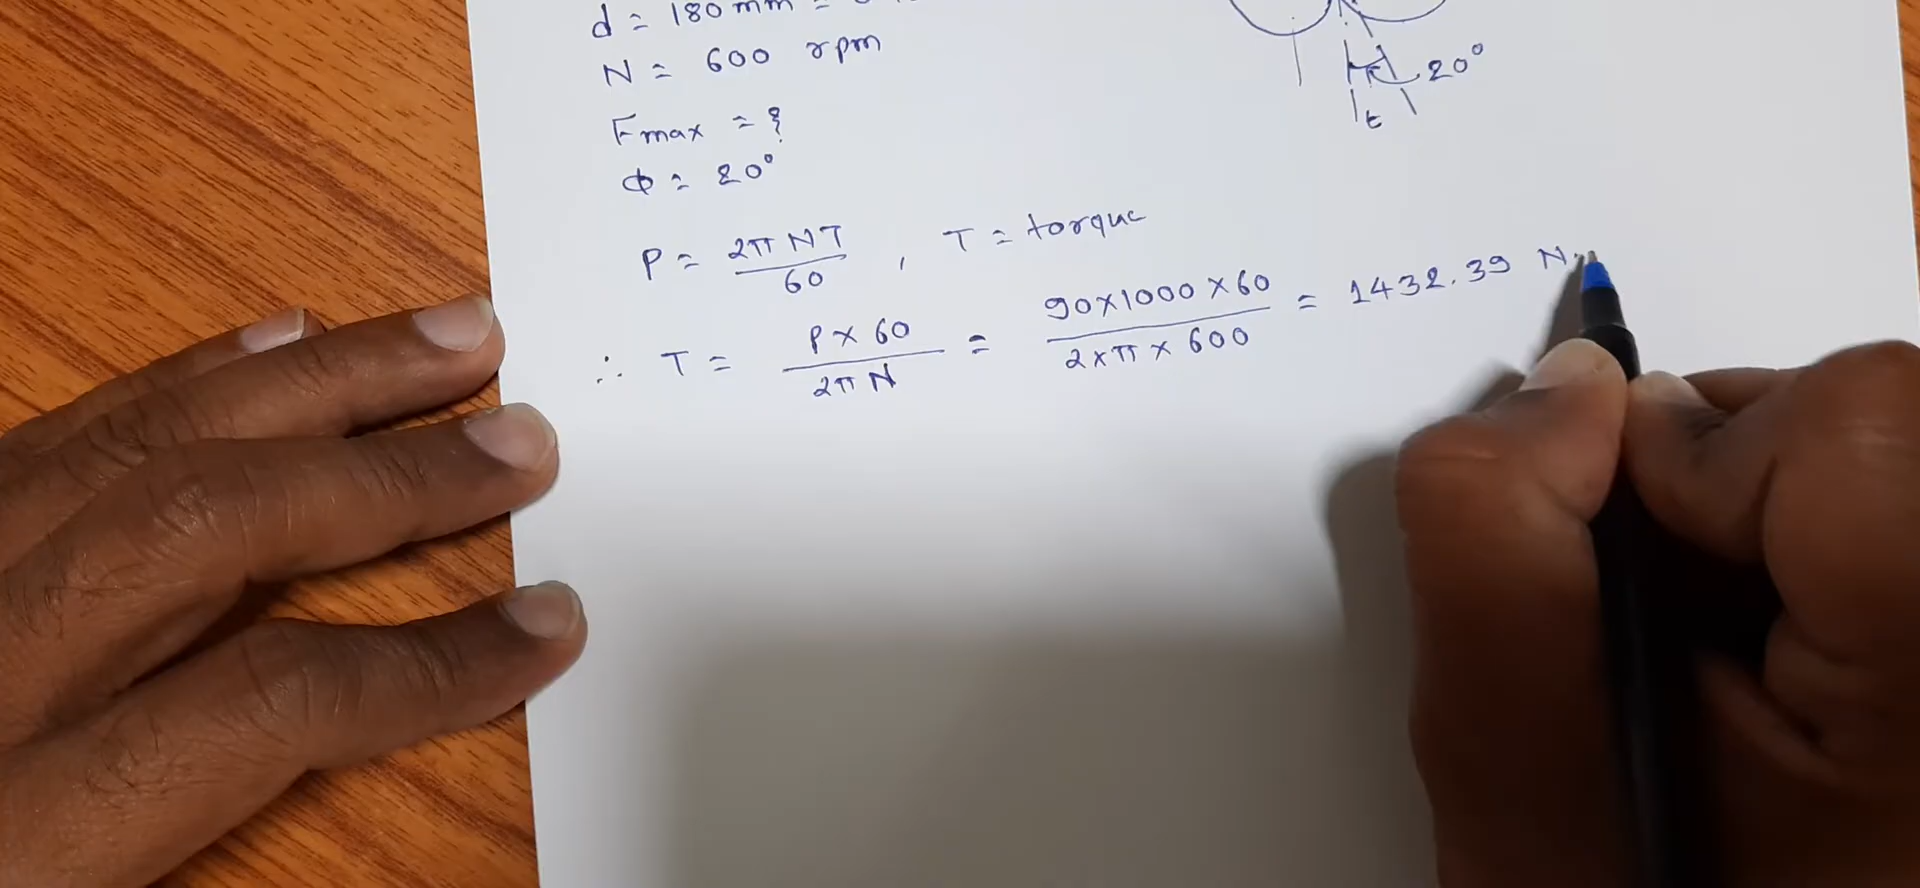 d = 180 mm =
N = 600 rpm
20°
t
Fmax = ?
Φ = 20°
P = 2π NT / 60 , T = torque
∴ T = P × 60 / 2π N = 90×1000 × 60 / 2 × π × 600 = 1432.39 N.